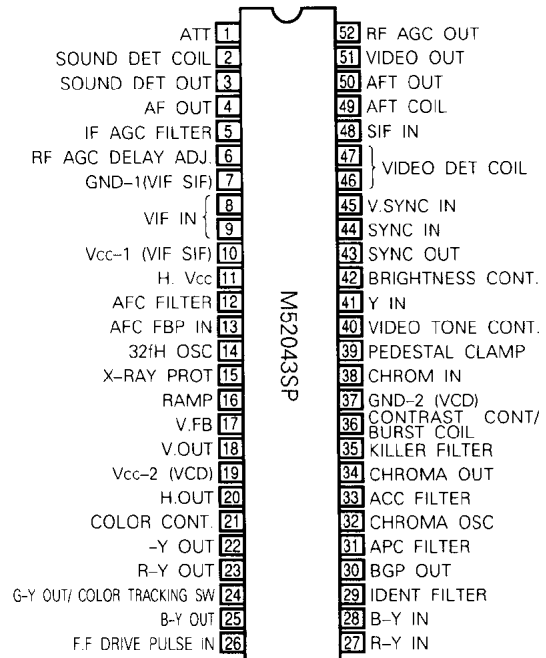 ATT 1
SOUND DET COIL 2
SOUND DET OUT 3
AF OUT 4
IF AGC FILTER 5
RF AGC DELAY ADJ. 6
GND-1(VIF SIF) 7
VIF IN 8
9
Vcc-1 (VIF SIF) 10
H. Vcc 11
AFC FILTER 12
AFC FBP IN 13
32fH OSC 14
X-RAY PROT 15
RAMP 16
V.FB 17
V.OUT 18
Vcc-2 (VCD) 19
H.OUT 20
COLOR CONT. 21
-Y OUT 22
R-Y OUT 23
G-Y OUT/ COLOR TRACKING SW 24
B-Y OUT 25
F.F DRIVE PULSE IN 26
M52043SP
52 RF AGC OUT
51 VIDEO OUT
50 AFT OUT
49 AFT COIL
48 SIF IN
47
46 VIDEO DET COIL
45 V.SYNC IN
44 SYNC IN
43 SYNC OUT
42 BRIGHTNESS CONT.
41 Y IN
40 VIDEO TONE CONT.
39 PEDESTAL CLAMP
38 CHROM IN
37 GND-2 (VCD)
36 CONTRAST CONT/
BURST COIL
35 KILLER FILTER
34 CHROMA OUT
33 ACC FILTER
32 CHROMA OSC
31 APC FILTER
30 BGP OUT
29 IDENT FILTER
28 B-Y IN
27 R-Y IN